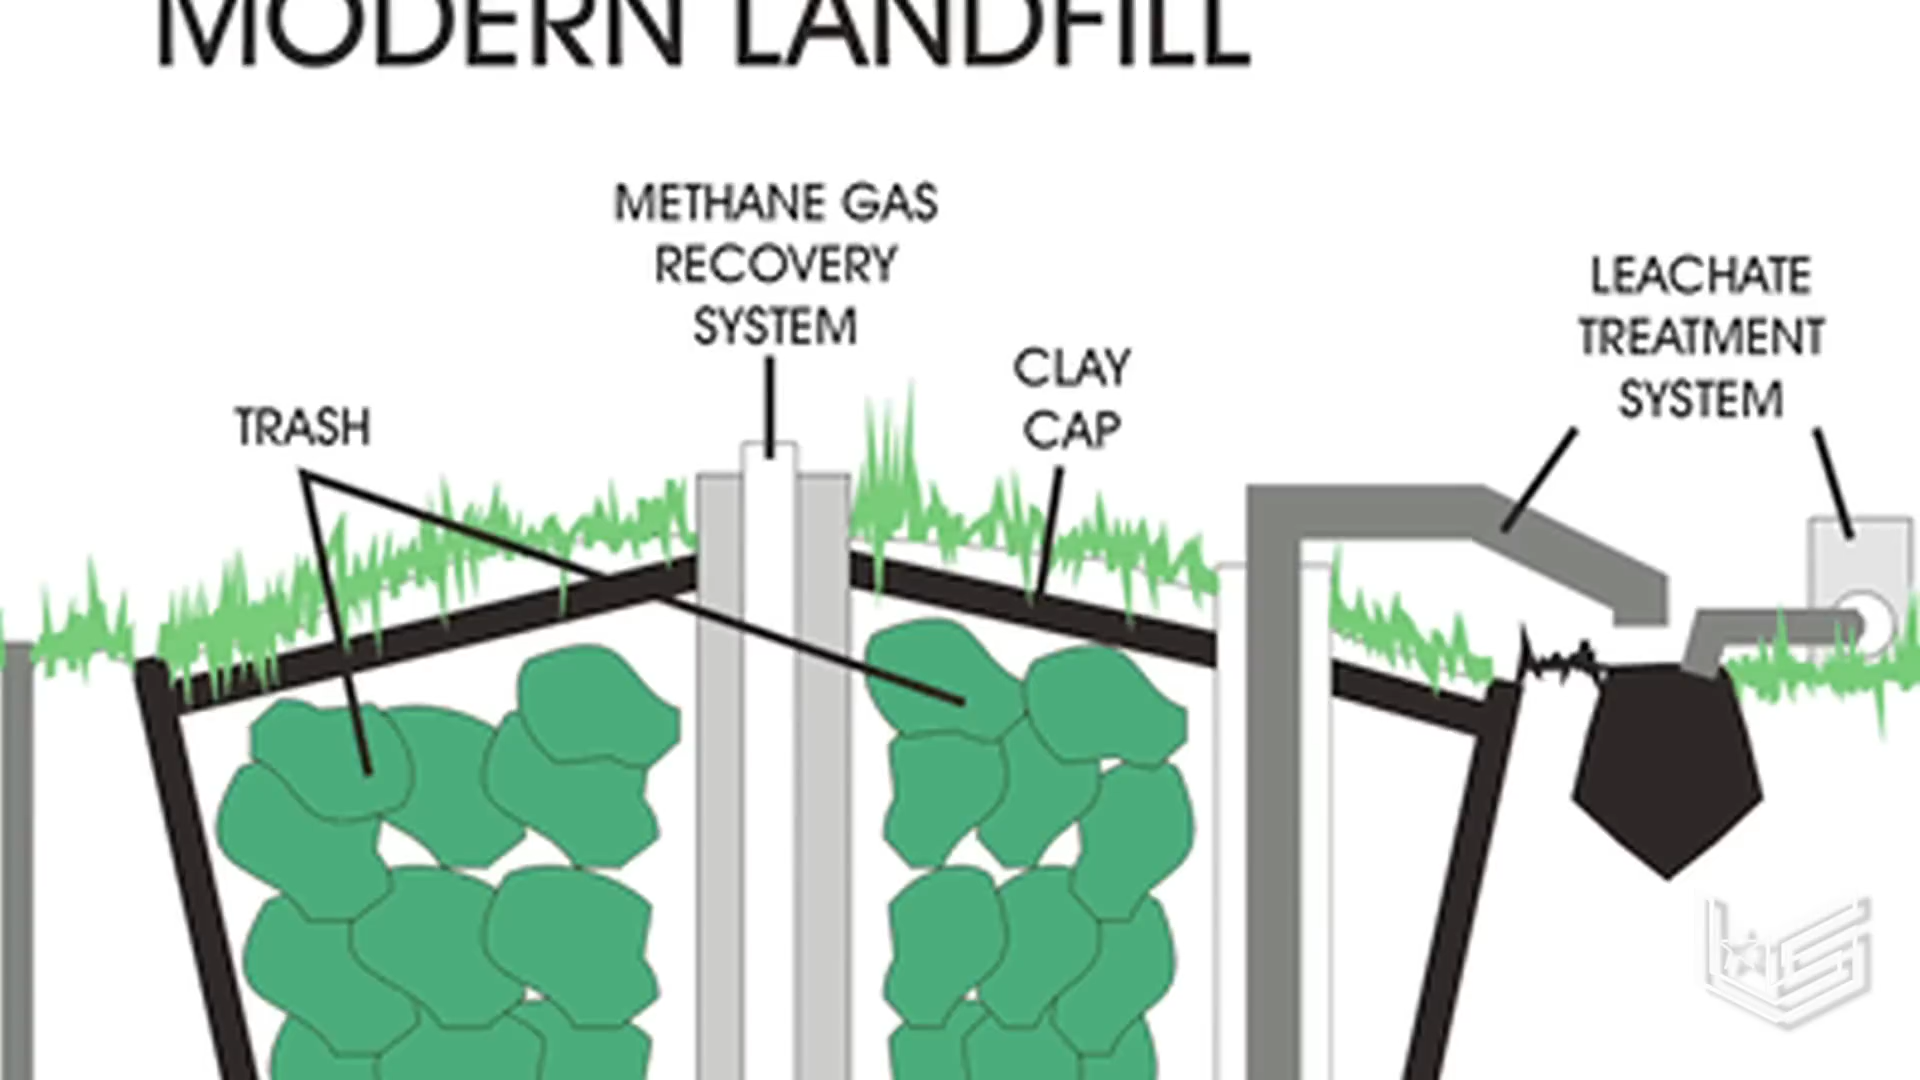 MODERN LANDFILL
METHANE GAS
RECOVERY
SYSTEM
LEACHATE
TREATMENT
SYSTEM
CLAY
CAP
TRASH